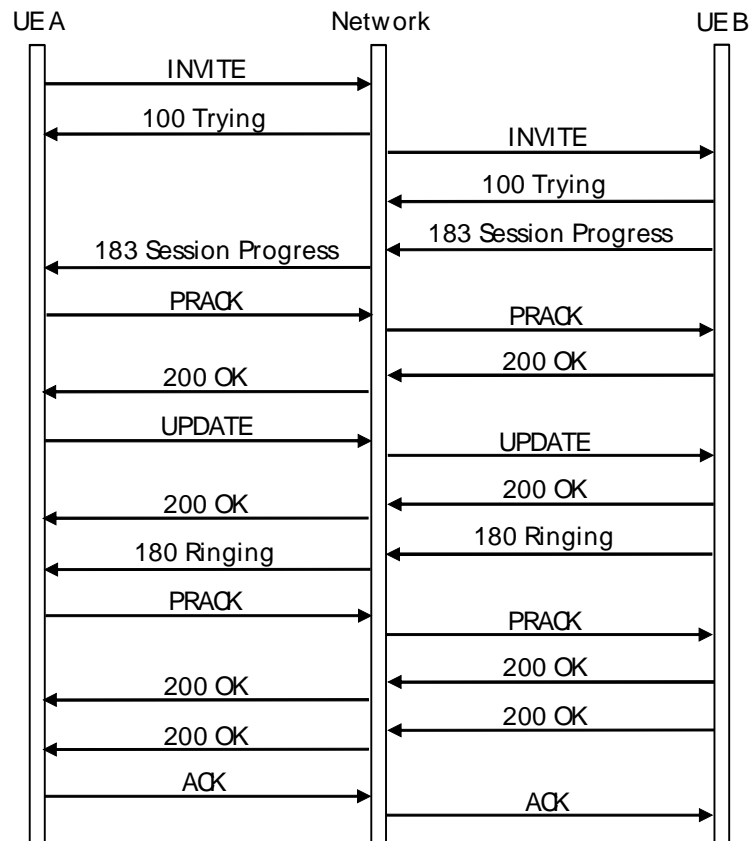 UE A Network UE B
INVITE
100 Trying
INVITE
100 Trying
183 Session Progress
183 Session Progress
PRACK
PRACK
200 OK
200 OK
UPDATE
UPDATE
200 OK
200 OK
180 Ringing
180 Ringing
PRACK
PRACK
200 OK
200 OK
200 OK
200 OK
ACK
ACK